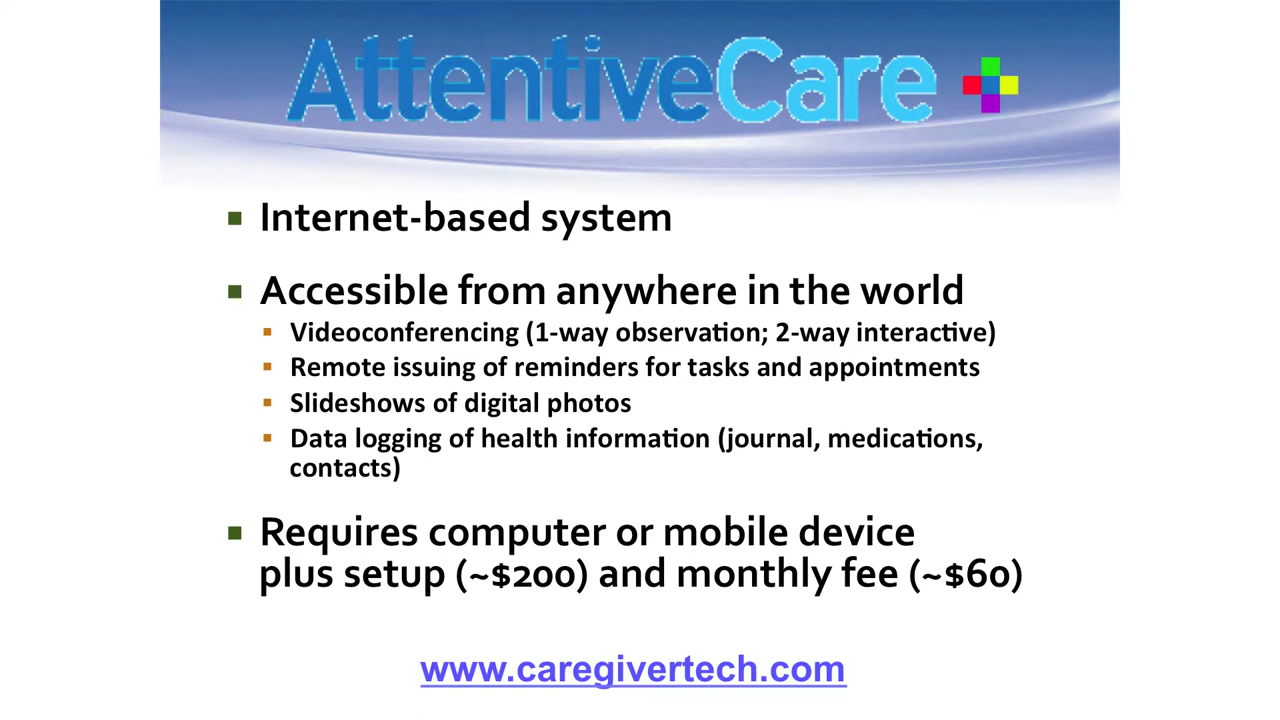 AttentiveCare
▪ Internet-based system
▪ Accessible from anywhere in the world
▪ Videoconferencing (1-way observation; 2-way interactive)
▪ Remote issuing of reminders for tasks and appointments
▪ Slideshows of digital photos
▪ Data logging of health information (journal, medications,
contacts)
▪ Requires computer or mobile device
plus setup (~$200) and monthly fee (~$60)
www.caregivertech.com